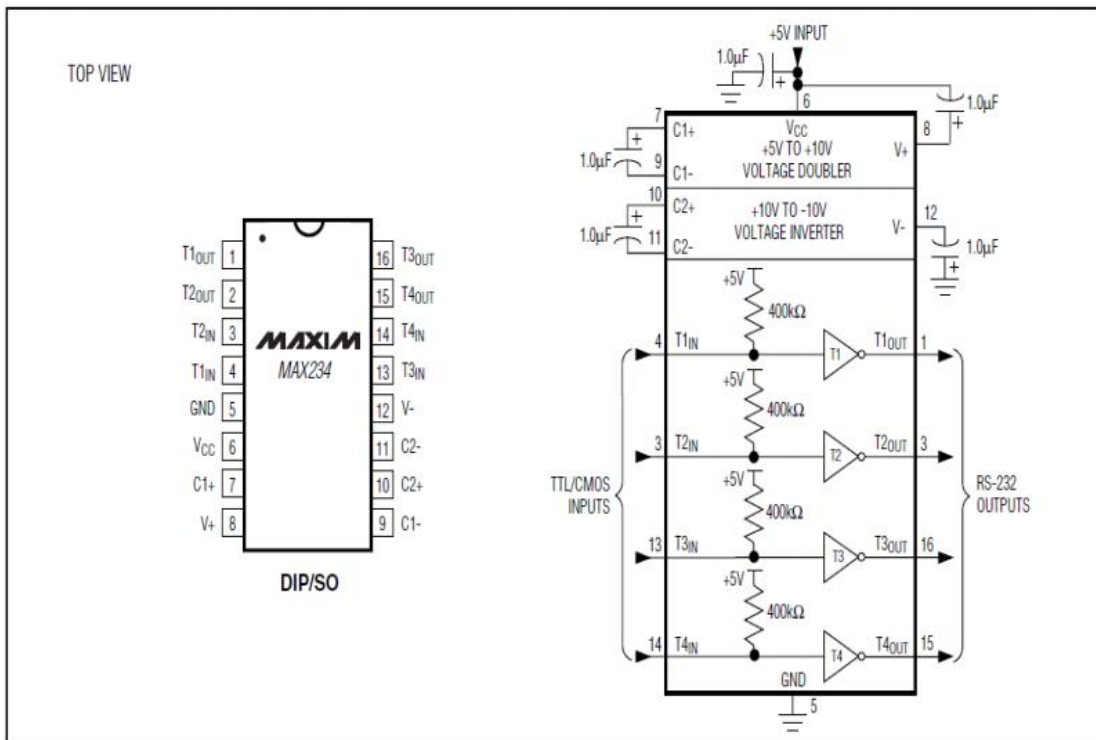 TOP VIEW
T1OUT 1
T2OUT 2
T2IN 3
T1IN 4
GND 5
VCC 6
C1+ 7
V+ 8
MAXIM
MAX234
16 T3OUT
15 T4OUT
14 T4IN
13 T3IN
12 V-
11 C2-
10 C2+
9 C1-
DIP/SO
+5V INPUT
1.0µF
+
6
1.0µF
+
7 C1+
1.0µF
+
9 C1-
VCC
+5V TO +10V
VOLTAGE DOUBLER
V+ 8
10 C2+
1.0µF
+
11 C2-
+10V TO -10V
VOLTAGE INVERTER
V- 12
1.0µF
+
+5V
400kΩ
4 T1IN
T1
T1OUT 1
+5V
400kΩ
3 T2IN
T2
T2OUT 3
TTL/CMOS
INPUTS
RS-232
OUTPUTS
+5V
400kΩ
13 T3IN
T3
T3OUT 16
+5V
400kΩ
14 T4IN
T4
T4OUT 15
GND
5